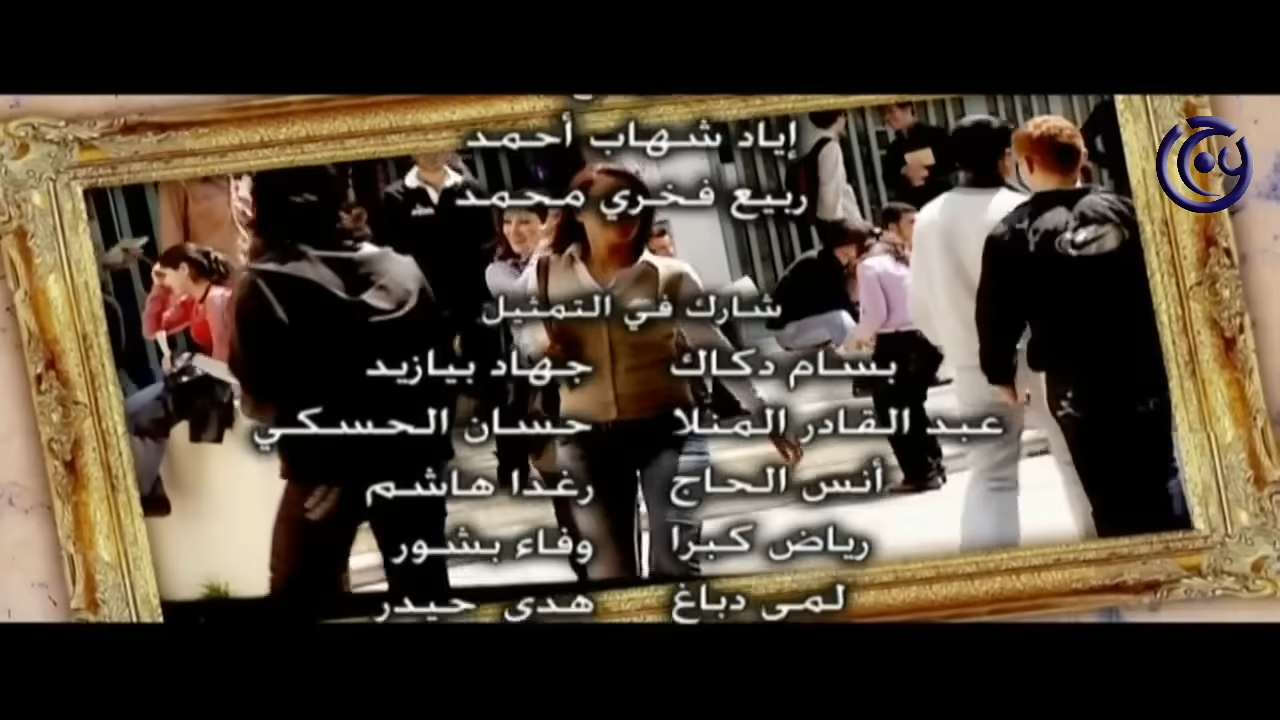 إياد شهاب أحمد
ربيع فخري محمد
شارك في التمثيل
بسام دكاك جهاد بيازيد
عبد القادر المنلا حسان الحسكي
أنس الحاج رغدا هاشم
رياض كبرا وفاء بشور
لمى دباغ هدى حيدر